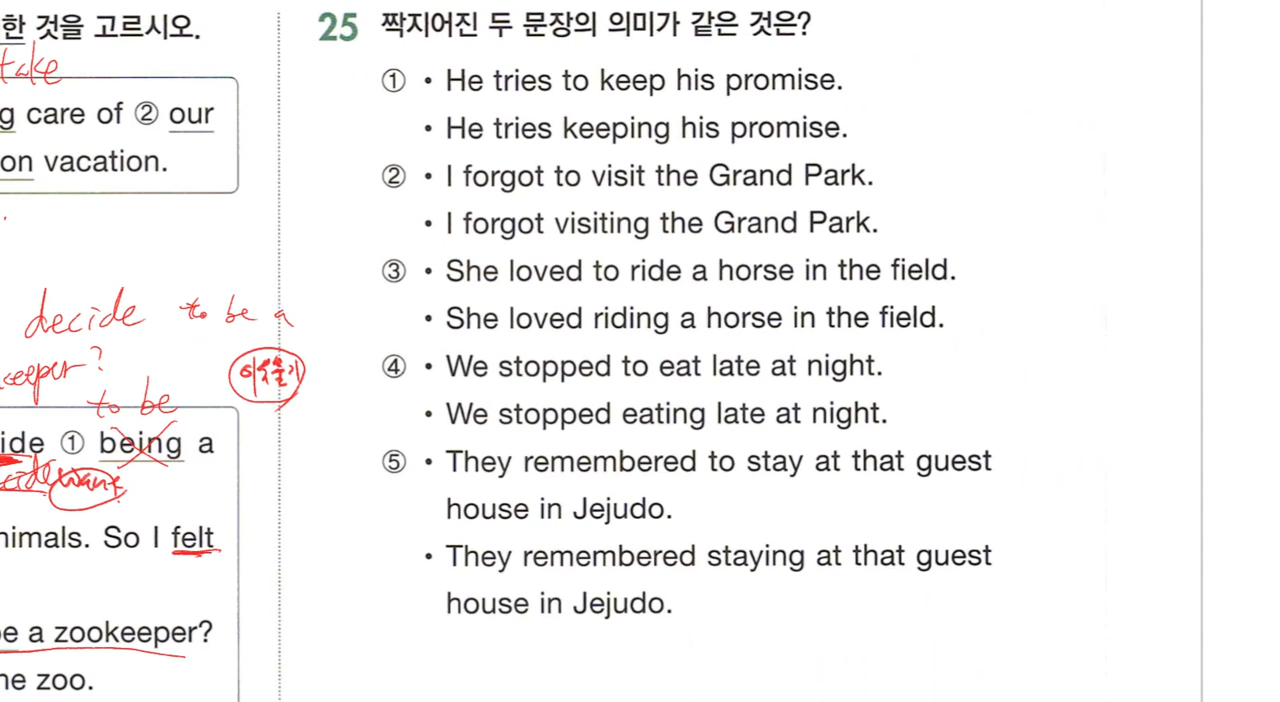 한 것을 고르시오.
take
g care of ② our
on vacation.
decide to be a
keeper?
to be
ide ① being a
want
nimals. So I felt
be a zookeeper?
he zoo.
25 짝지어진 두 문장의 의미가 같은 것은?
① • He tries to keep his promise.
• He tries keeping his promise.
② • I forgot to visit the Grand Park.
• I forgot visiting the Grand Park.
③ • She loved to ride a horse in the field.
• She loved riding a horse in the field.
④ • We stopped to eat late at night.
• We stopped eating late at night.
⑤ • They remembered to stay at that guest
house in Jejudo.
• They remembered staying at that guest
house in Jejudo.